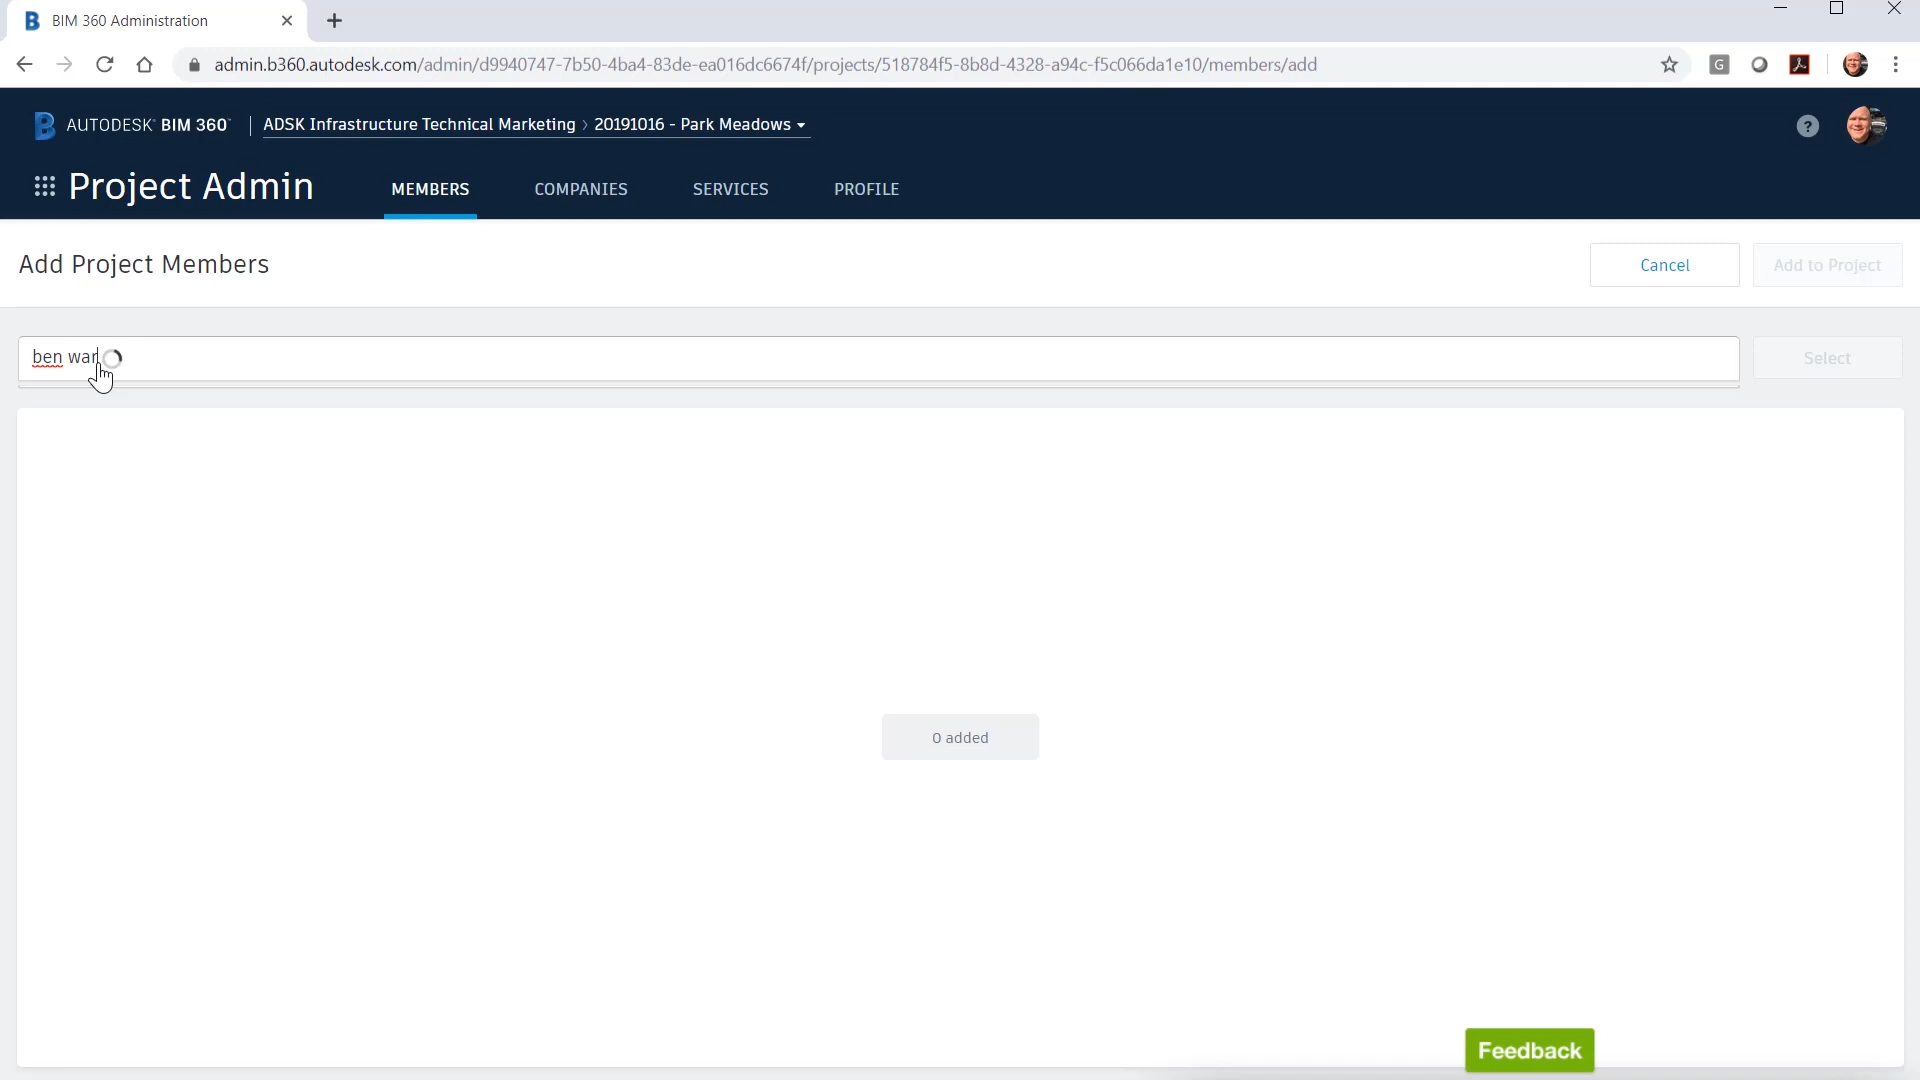 BIM 360 Administration
admin.b360.autodesk.com/admin/d9940747-7b50-4ba4-83de-ea016dc6674f/projects/518784f5-8b8d-4328-a94c-f5c066da1e10/members/add
G
AUTODESK® BIM 360™ ADSK Infrastructure Technical Marketing › 20191016 - Park Meadows
?
Project Admin MEMBERS COMPANIES SERVICES PROFILE
Add Project Members Cancel Add to Project
ben war Select
0 added
Feedback